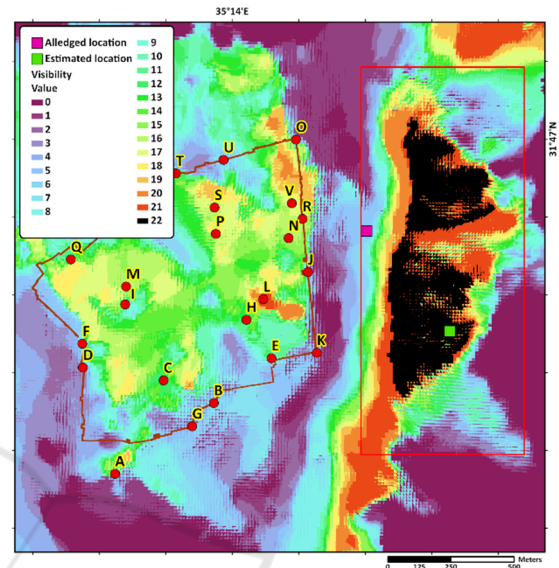 35°14'E
Alledged location
Estimated location
Visibility
Value
0
1
2
3
4
5
6
7
8
9
10
11
12
13
14
15
16
17
18
19
20
21
22
31°47'N
O
U
T
S
V
P
R
N
Q
J
M
I
L
H
F
E
K
D
C
B
G
A
Meters
0 125 250 500